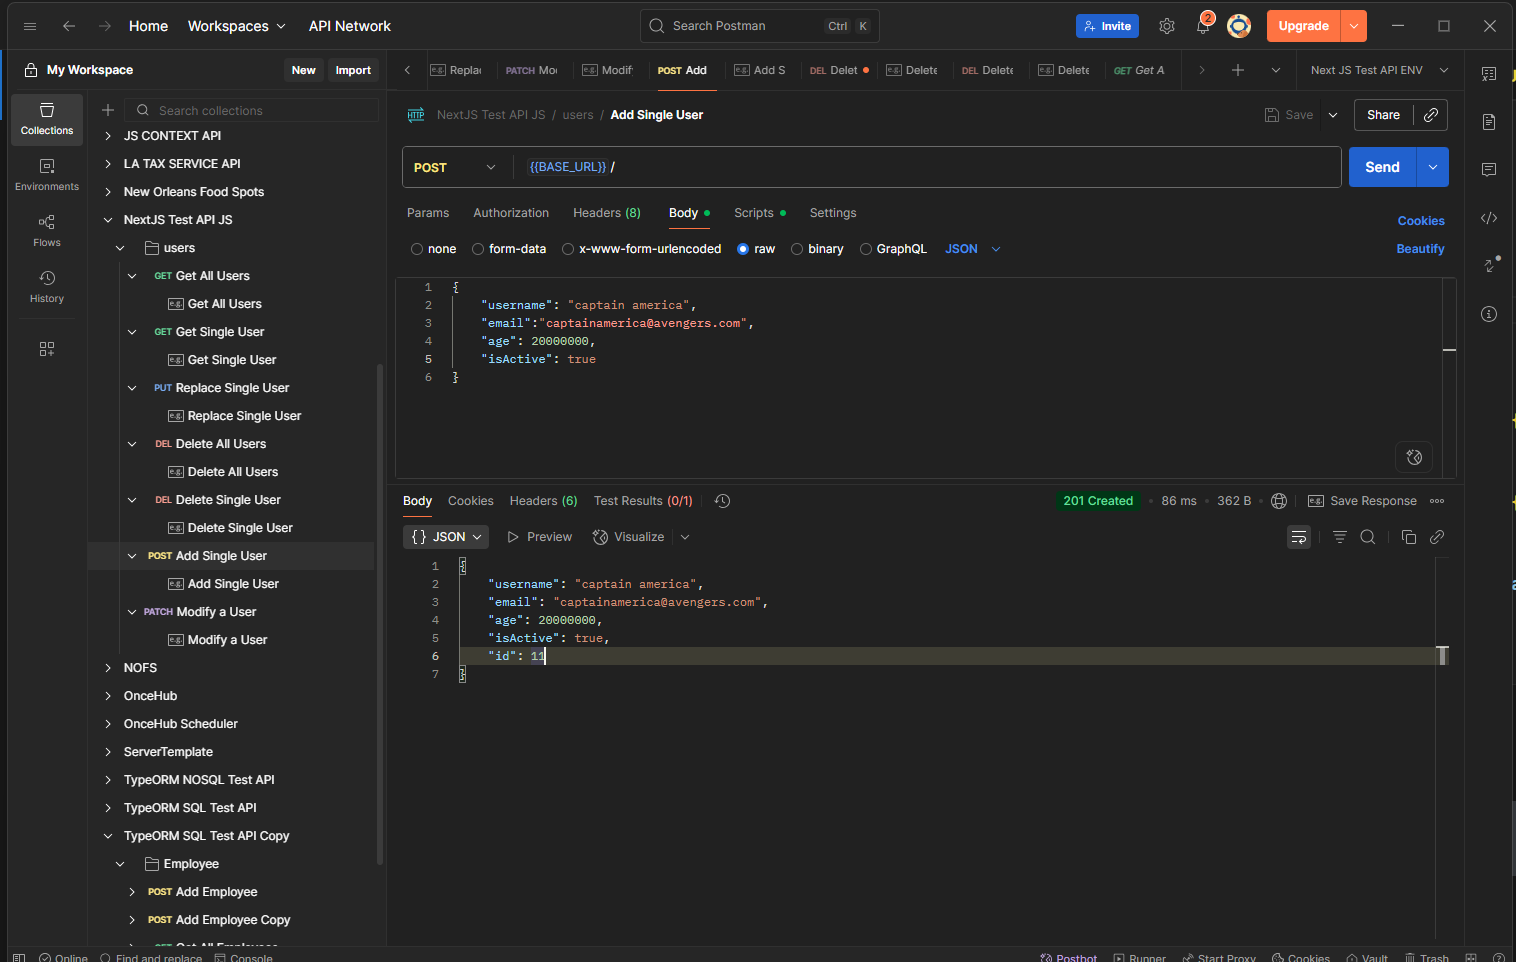 Home
Workspaces
API Network
Search Postman
Ctrl
K
Invite
2
Upgrade
My Workspace
New
Import
Collections
Environments
Flows
History
Search collections
JS CONTEXT API
LA TAX SERVICE API
New Orleans Food Spots
NextJS Test API JS
users
GET Get All Users
e.g. Get All Users
GET Get Single User
e.g. Get Single User
PUT Replace Single User
e.g. Replace Single User
DEL Delete All Users
e.g. Delete All Users
DEL Delete Single User
e.g. Delete Single User
POST Add Single User
e.g. Add Single User
PATCH Modify a User
e.g. Modify a User
NOFS
OnceHub
OnceHub Scheduler
ServerTemplate
TypeORM NOSQL Test API
TypeORM SQL Test API
TypeORM SQL Test API Copy
Employee
POST Add Employee
POST Add Employee Copy
GET Get All Employees
e.g. Repla
PATCH Mo
e.g. Modif
POST Add
e.g. Add S
DEL Delet
e.g. Delete
DEL Delete
e.g. Delete
GET Get A
Next JS Test API ENV
HTTP NextJS Test API JS / users / Add Single User
Save
Share
POST
{{BASE_URL}} /
Send
Params
Authorization
Headers (8)
Body
Scripts
Settings
Cookies
none
form-data
x-www-form-urlencoded
raw
binary
GraphQL
JSON
Beautify
1 {
2 "username": "captain america",
3 "email":"captainamerica@avengers.com",
4 "age": 20000000,
5 "isActive": true
6 }
Body
Cookies
Headers (6)
Test Results (0/1)
201 Created
86 ms
362 B
e.g. Save Response
{} JSON
Preview
Visualize
1 {
2 "username": "captain america",
3 "email": "captainamerica@avengers.com",
4 "age": 20000000,
5 "isActive": true,
6 "id": 11
7 }
Online
Find and replace
Console
Postbot
Runner
Start Proxy
Cookies
Vault
Trash